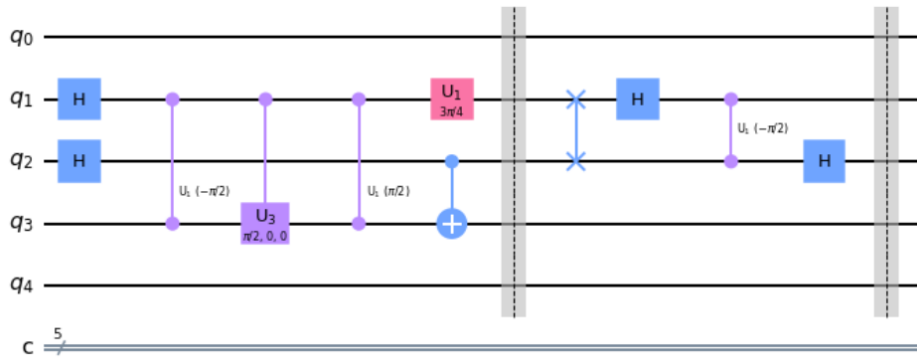 q0
q1 H U1 3π/4 H
U1 (−π/2)
q2 H H
U1 (−π/2) U1 (π/2)
q3 U3 π/2, 0, 0
q4
5
c